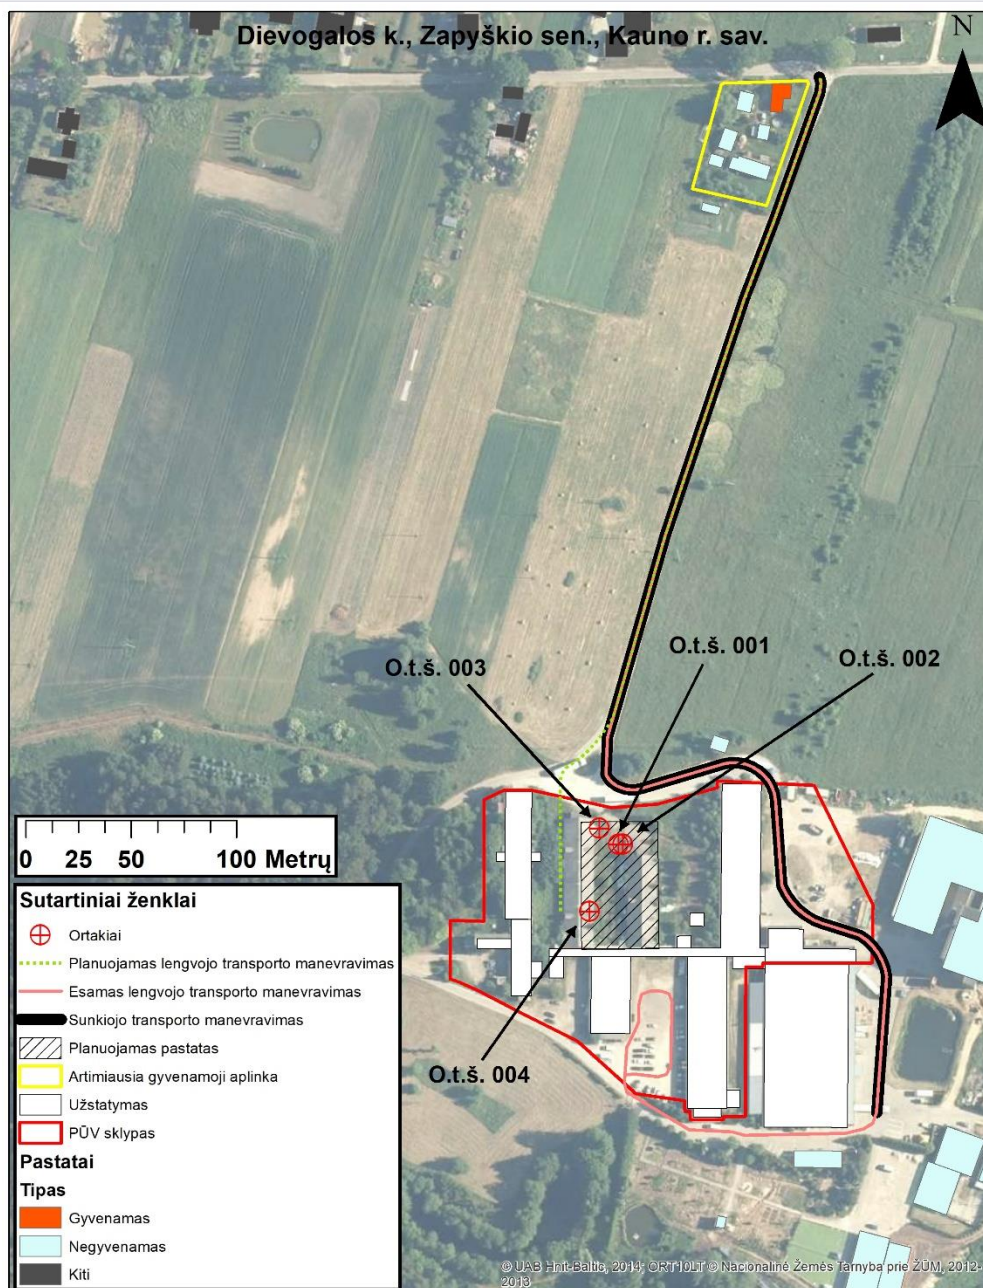 Dievogalos k., Zapyškio sen., Kauno r. sav.
N
O.t.š. 003
O.t.š. 001
O.t.š. 002
O.t.š. 004
0 25 50 100 Metrų
Sutartiniai ženklai
Ortakiai
Planuojamas lengvojo transporto manevravimas
Esamas lengvojo transporto manevravimas
Sunkiojo transporto manevravimas
Planuojamas pastatas
Artimiausia gyvenamoji aplinka
Užstatymas
PŪV sklypas
Pastatai
Tipas
Gyvenamas
Negyvenamas
Kiti
© UAB Hnit-Baltic, 2014; ORT10LT © Nacionalinė Žemės Tarnyba prie ŽŪM, 2012-
2013